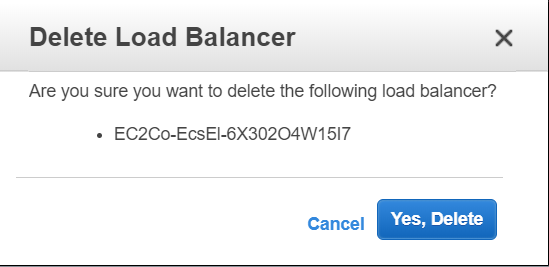 Delete Load Balancer
Are you sure you want to delete the following load balancer?
• EC2Co-EcsEl-6X302O4W15I7
Cancel
Yes, Delete